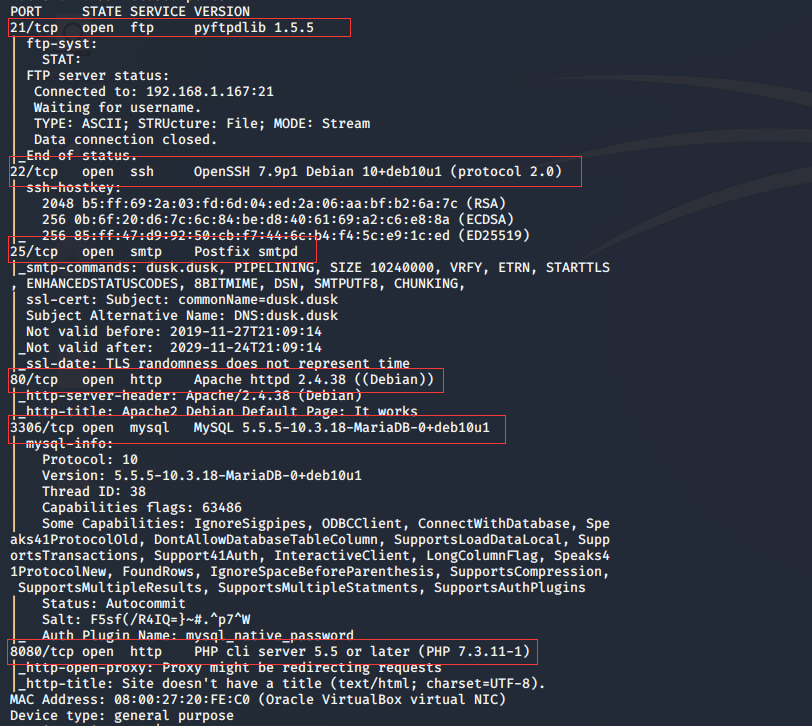 PORT     STATE SERVICE VERSION
21/tcp   open  ftp     pyftpdlib 1.5.5
| ftp-syst:
|   STAT:
| FTP server status:
|  Connected to: 192.168.1.167:21
|  Waiting for username.
|  TYPE: ASCII; STRUcture: File; MODE: Stream
|  Data connection closed.
|_End of status.
22/tcp   open  ssh     OpenSSH 7.9p1 Debian 10+deb10u1 (protocol 2.0)
| ssh-hostkey:
|   2048 b5:ff:69:2a:03:fd:6d:04:ed:2a:06:aa:bf:b2:6a:7c (RSA)
|   256 0b:6f:20:d6:7c:6c:84:be:d8:40:61:69:a2:c6:e8:8a (ECDSA)
|_  256 85:ff:47:d9:92:50:cb:f7:44:6c:b4:f4:5c:e9:1c:ed (ED25519)
25/tcp   open  smtp    Postfix smtpd
|_smtp-commands: dusk.dusk, PIPELINING, SIZE 10240000, VRFY, ETRN, STARTTLS
, ENHANCEDSTATUSCODES, 8BITMIME, DSN, SMTPUTF8, CHUNKING,
| ssl-cert: Subject: commonName=dusk.dusk
| Subject Alternative Name: DNS:dusk.dusk
| Not valid before: 2019-11-27T21:09:14
|_Not valid after:  2029-11-24T21:09:14
|_ssl-date: TLS randomness does not represent time
80/tcp   open  http    Apache httpd 2.4.38 ((Debian))
|_http-server-header: Apache/2.4.38 (Debian)
|_http-title: Apache2 Debian Default Page: It works
3306/tcp open  mysql   MySQL 5.5.5-10.3.18-MariaDB-0+deb10u1
| mysql-info:
|   Protocol: 10
|   Version: 5.5.5-10.3.18-MariaDB-0+deb10u1
|   Thread ID: 38
|   Capabilities flags: 63486
|   Some Capabilities: IgnoreSigpipes, ODBCClient, ConnectWithDatabase, Spe
aks41ProtocolOld, DontAllowDatabaseTableColumn, SupportsLoadDataLocal, Supp
ortsTransactions, Support41Auth, InteractiveClient, LongColumnFlag, Speaks4
1ProtocolNew, FoundRows, IgnoreSpaceBeforeParenthesis, SupportsCompression,
 SupportsMultipleResults, SupportsMultipleStatments, SupportsAuthPlugins
|   Status: Autocommit
|   Salt: F5sf(/R4IQ=}~#.^p7^W
|_  Auth Plugin Name: mysql_native_password
8080/tcp open  http    PHP cli server 5.5 or later (PHP 7.3.11-1)
|_http-open-proxy: Proxy might be redirecting requests
|_http-title: Site doesn't have a title (text/html; charset=UTF-8).
MAC Address: 08:00:27:20:FE:C0 (Oracle VirtualBox virtual NIC)
Device type: general purpose